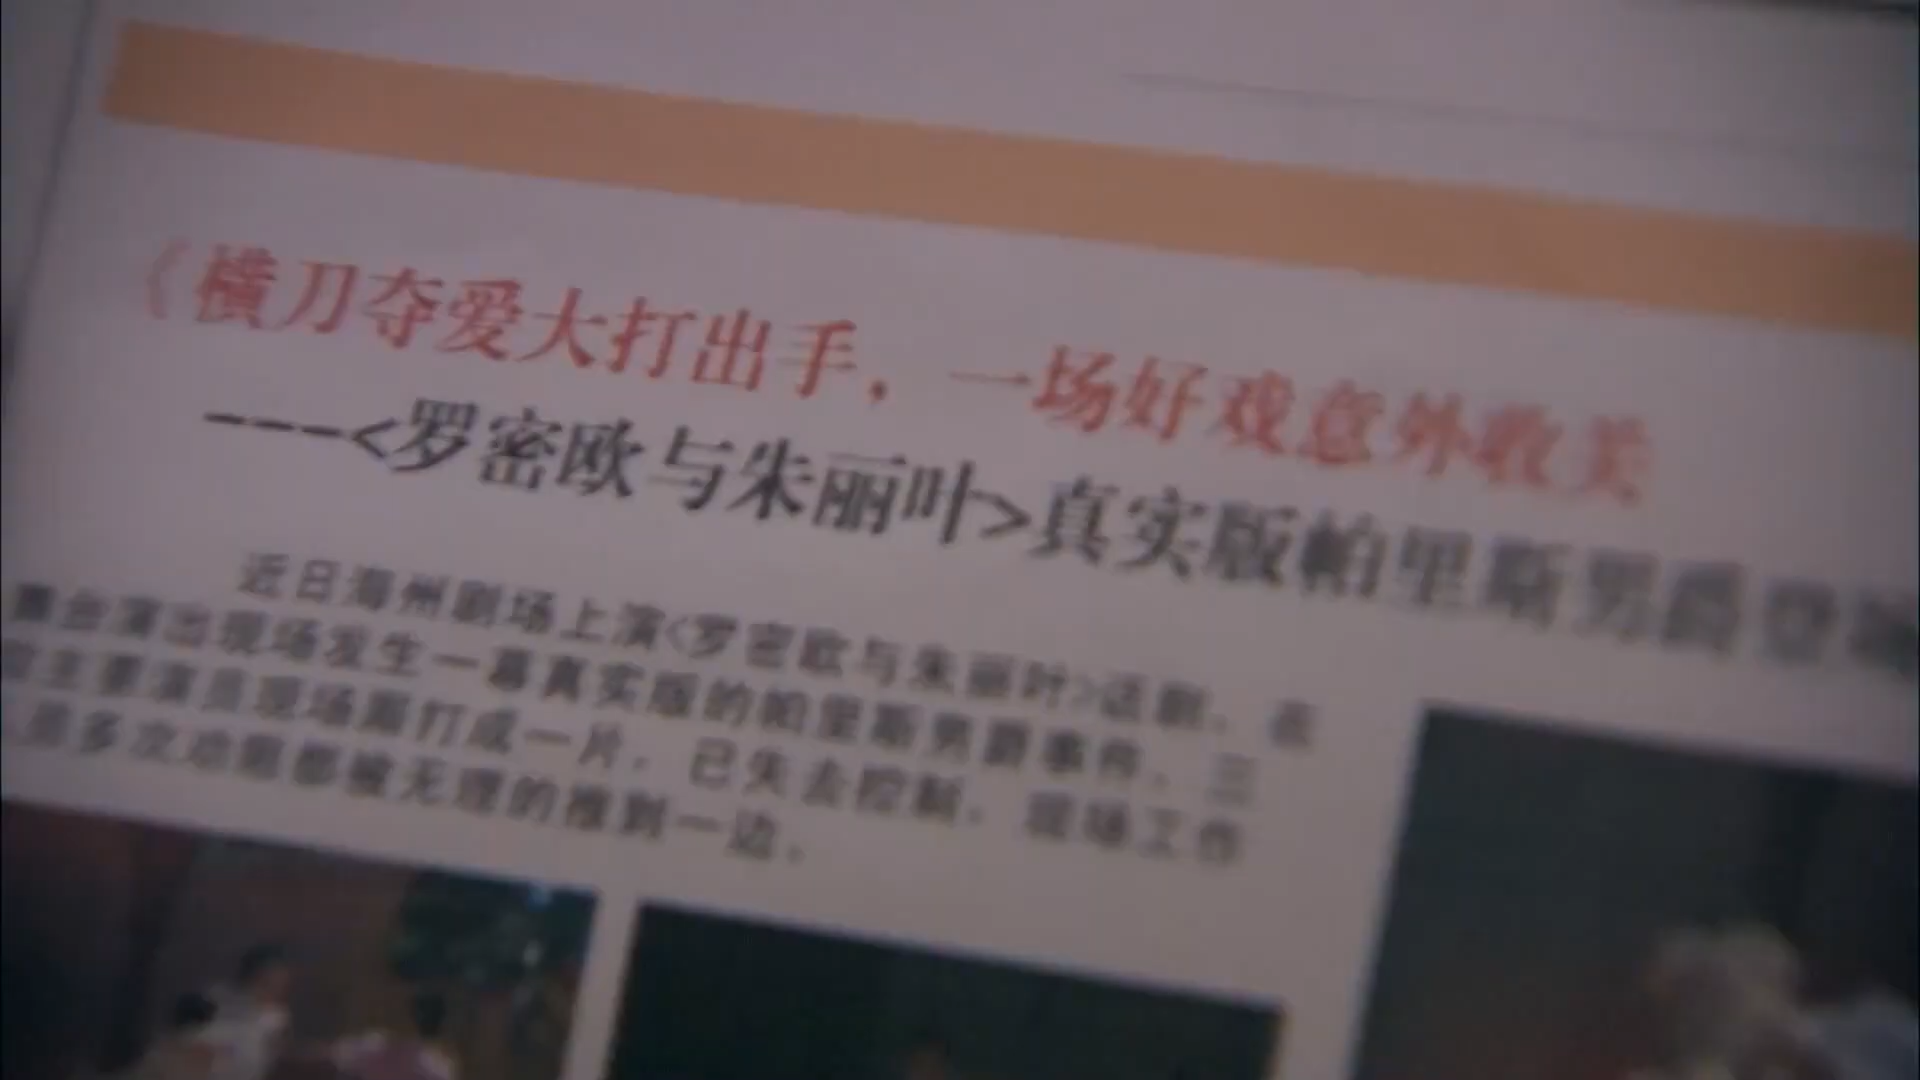 《横刀夺爱大打出手，一场好戏意外收关
---<罗密欧与朱丽叶>真实版帕里斯男爵登
近日海州剧场上演<罗密欧与朱丽叶>话剧，在
舞台演出现场发生一幕真实版的帕里斯男爵事件，三
主要演员现场厮打成一片，已失去控制，现场工作
员多次劝阻都被无理的推到一边。